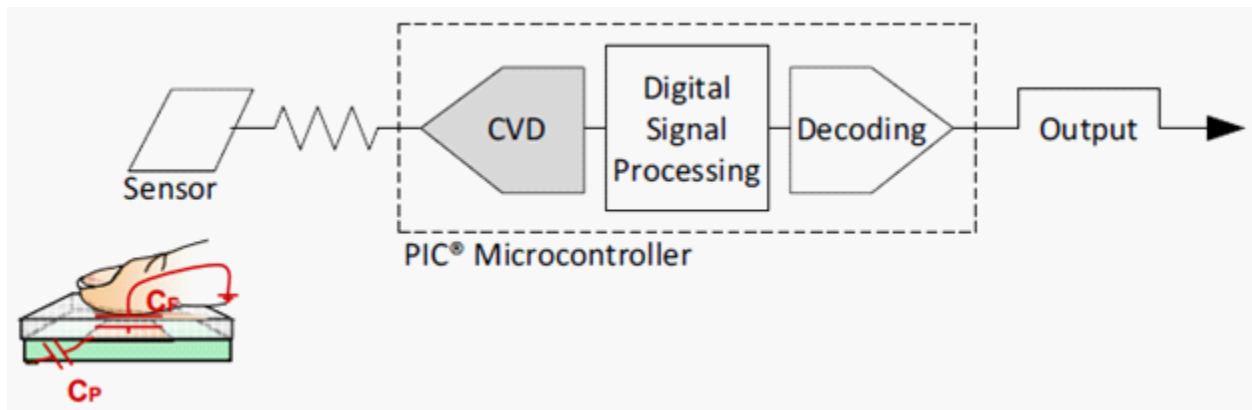 Sensor
CVD
Digital
Signal
Processing
Decoding
Output
PIC® Microcontroller
CF
CP